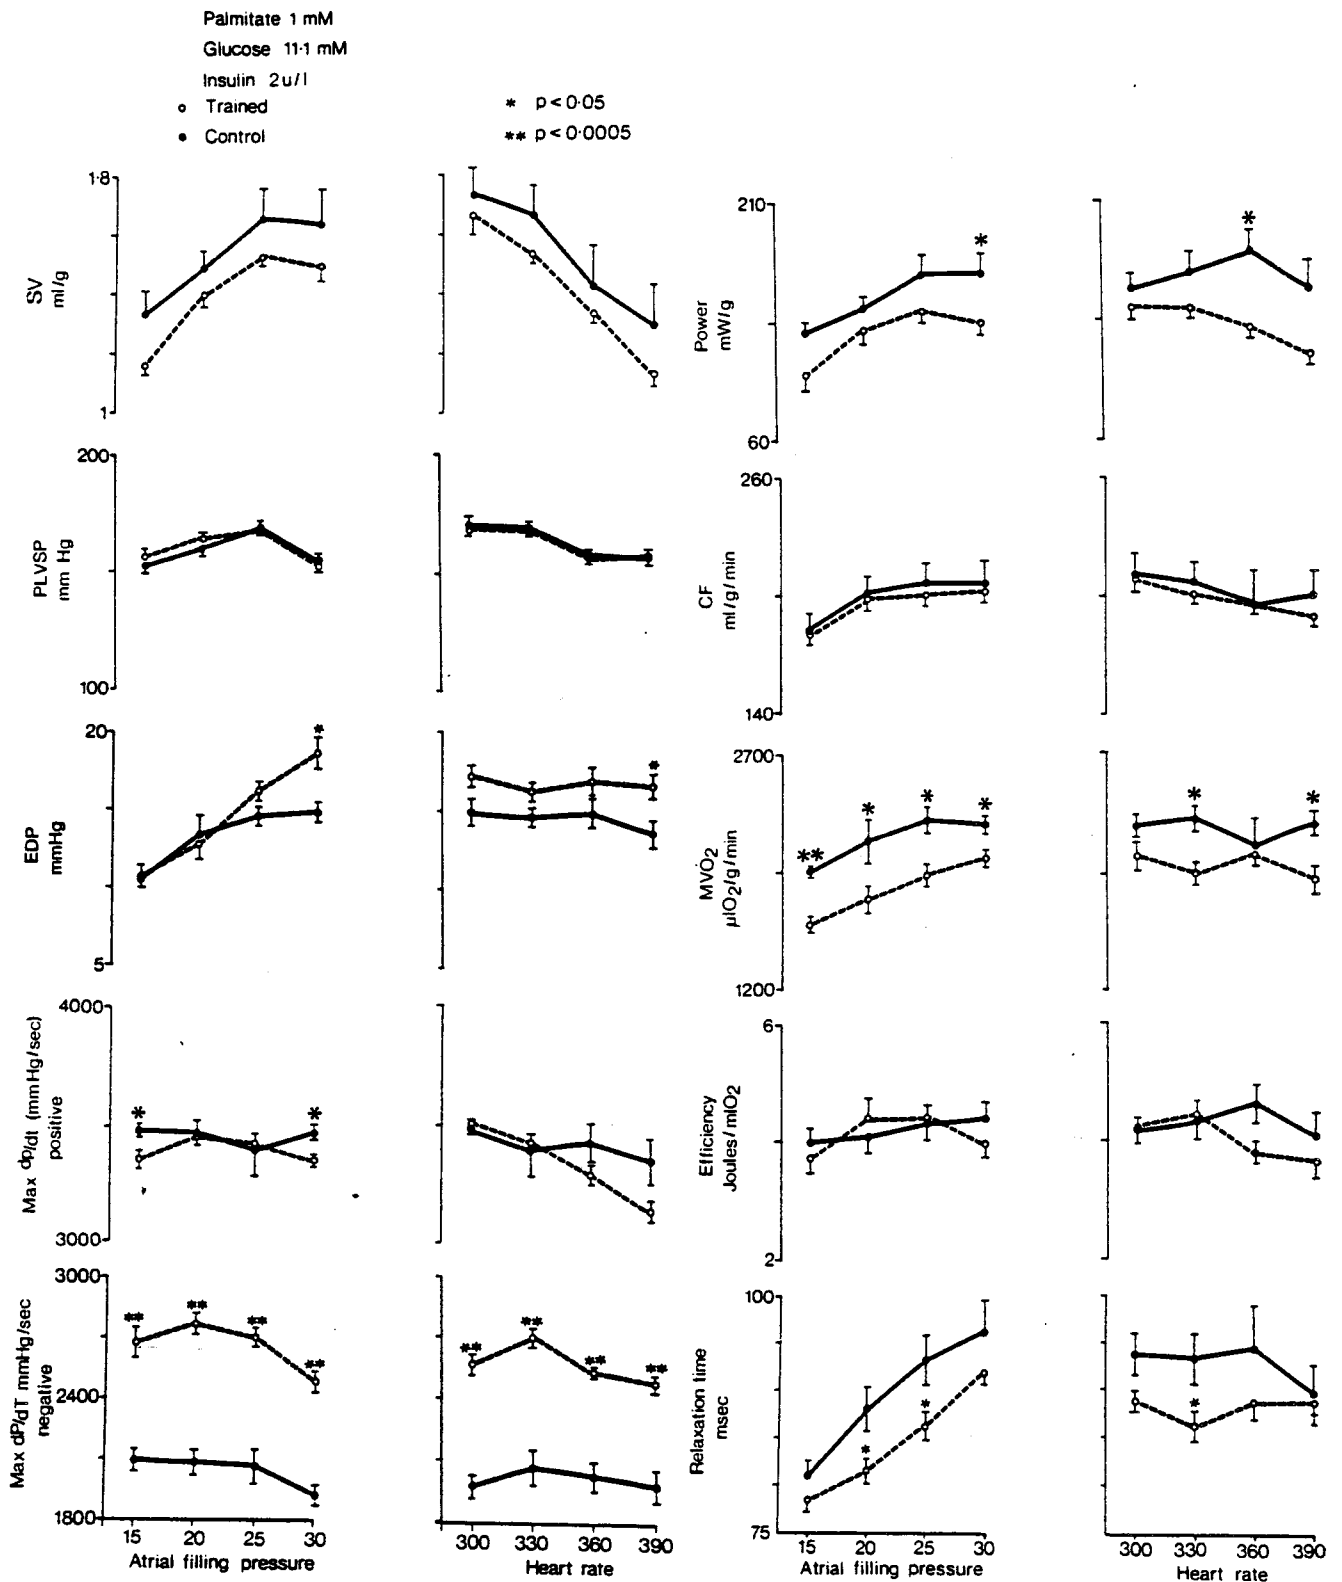 Palmitate 1 mM
Glucose 11·1 mM
Insulin 2u/l
Trained
Control
* p<0·05
** p<0·0005
1·8
SV
ml/g
1
200
PLVSP
mm Hg
100
20
*
*
EDP
mmHg
5
4000
*
*
Max dp/dt (mmHg/sec)
positive
3000
3000
** ** ** **
** ** ** **
2400
Max dP/dT mmHg/sec
negative
1800
15 20 25 30
Atrial filling pressure
300 330 360 390
Heart rate
210
*
*
Power
mW/g
60
260
CF
ml/g/min
140
2700
** * * *
* *
MVO2
µlO2/g/min
1200
6
Efficiency
Joules/mlO2
2
100
* *
*
Relaxation time
msec
75
15 20 25 30
Atrial filling pressure
300 330 360 390
Heart rate